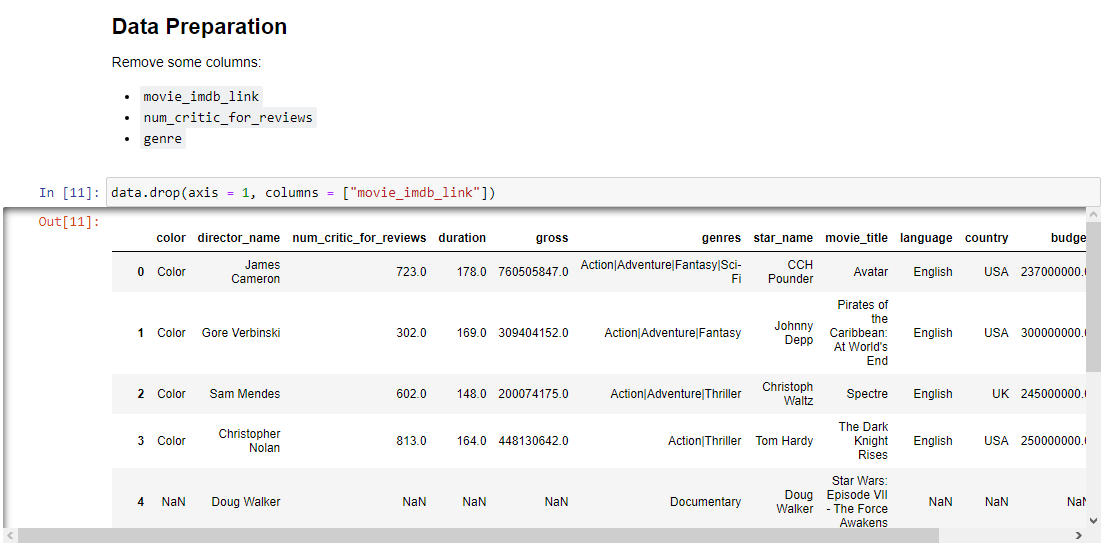 Data Preparation
Remove some columns:
• movie_imdb_link
• num_critic_for_reviews
• genre
In [11]: data.drop(axis = 1, columns = ["movie_imdb_link"])
Out[11]:
color director_name num_critic_for_reviews duration gross genres star_name movie_title language country budge
0 Color James Cameron 723.0 178.0 760505847.0 Action|Adventure|Fantasy|Sci-Fi CCH Pounder Avatar English USA 237000000.0
1 Color Gore Verbinski 302.0 169.0 309404152.0 Action|Adventure|Fantasy Johnny Depp Pirates of the Caribbean: At World's End English USA 300000000.0
2 Color Sam Mendes 602.0 148.0 200074175.0 Action|Adventure|Thriller Christoph Waltz Spectre English UK 245000000.0
3 Color Christopher Nolan 813.0 164.0 448130642.0 Action|Thriller Tom Hardy The Dark Knight Rises English USA 250000000.0
4 NaN Doug Walker NaN NaN NaN Documentary Doug Walker Star Wars: Episode VII - The Force Awakens NaN NaN NaN